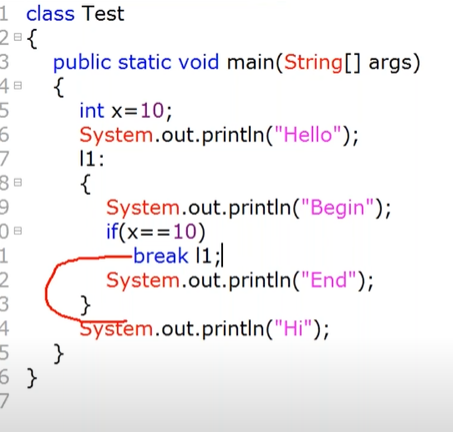 1 class Test
2 {
3 public static void main(String[] args)
4 {
5 int x=10;
6 System.out.println("Hello");
7 l1:
8 {
9 System.out.println("Begin");
0 if(x==10)
1 break l1;
2 System.out.println("End");
3 }
4 System.out.println("Hi");
5 }
6 }
7